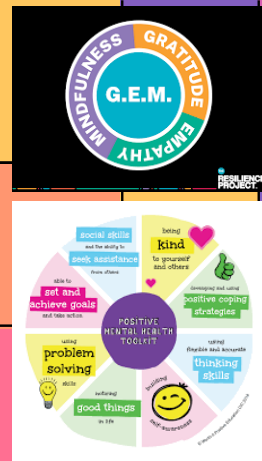 MINDFULNESS
GRATITUDE
EMPATHY
G.E.M.
THE
RESILIENCE
PROJECT.
social skills
and the ability to
seek assistance
from others
being
kind
to yourself
and others
developing and using
positive coping
strategies
using
flexible and accurate
thinking
skills
building
self-awareness
noticing
good things
in life
using
problem
solving
skills
able to
set and
achieve goals
and take action
POSITIVE
MENTAL HEALTH
TOOLKIT